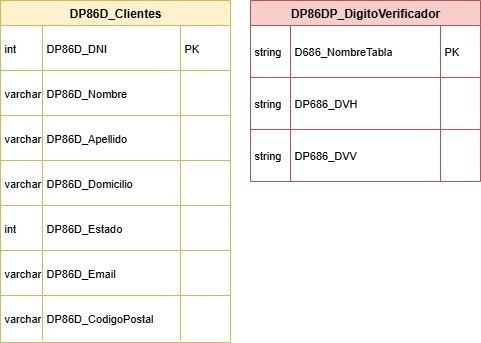 DP86D_Clientes
int DP86D_DNI PK
varchar DP86D_Nombre
varchar DP86D_Apellido
varchar DP86D_Domicilio
int DP86D_Estado
varchar DP86D_Email
varchar DP86D_CodigoPostal
DP86DP_DigitoVerificador
string D686_NombreTabla PK
string DP686_DVH
string DP686_DVV